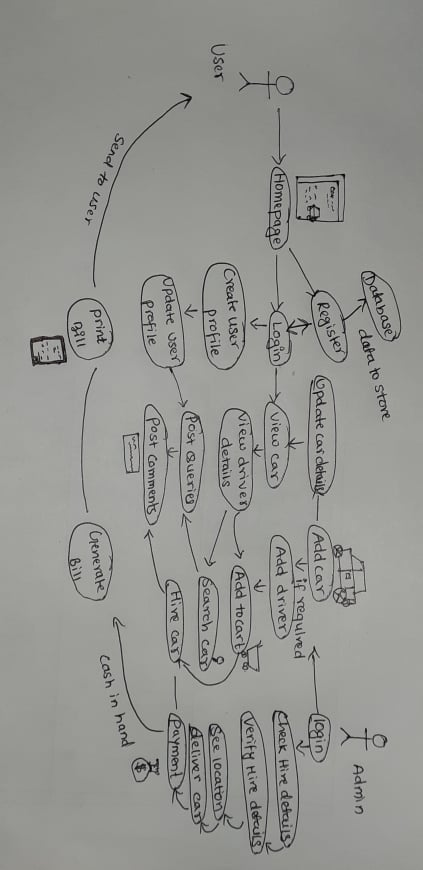 User
Homepage
Register
Database
data to store
Login
Create user
profile
Update user
profile
View car
View driver
details
Post Queries
Post Comments
Update car details
Add car
if required
Add driver
Add to cart
Search car
Hire car
Admin
login
Check Hire details
Verify Hire details
See location
deliver car
Payment
$
cash in hand
Generate
Bill
Print
Bill
Send to user